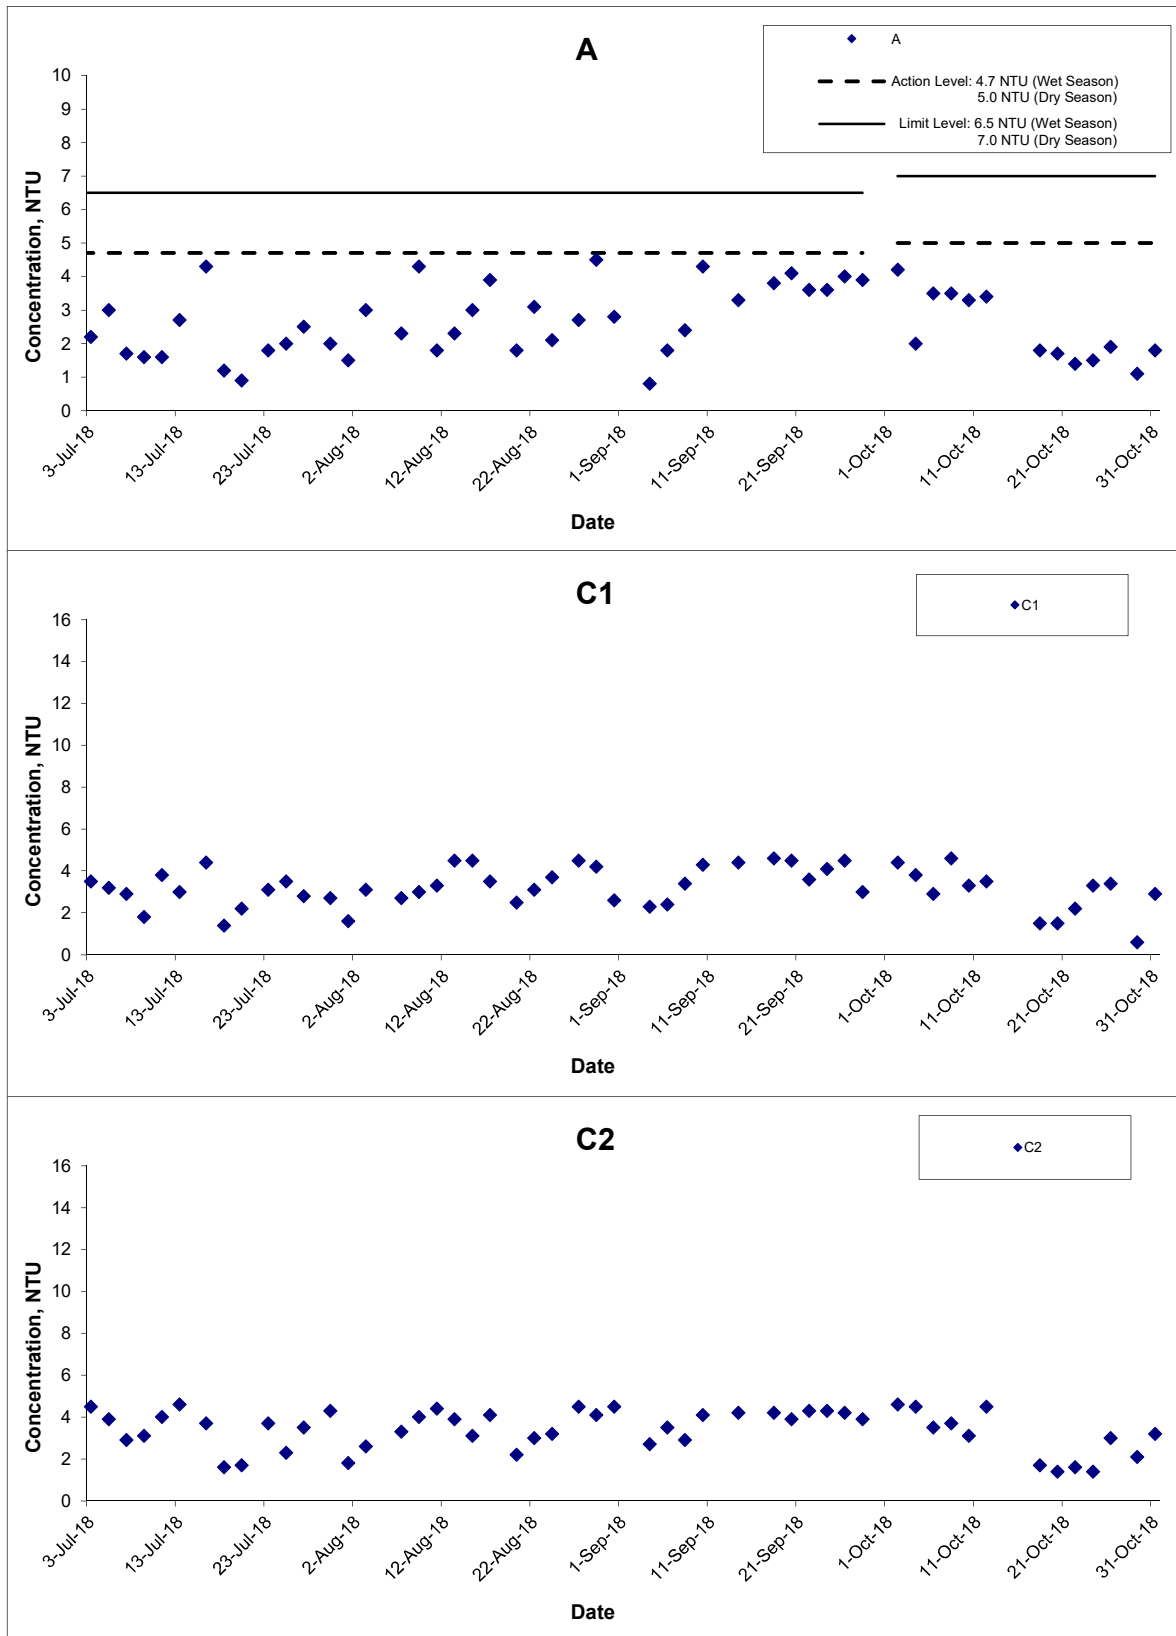 A
A
Action Level: 4.7 NTU (Wet Season)
5.0 NTU (Dry Season)
Limit Level: 6.5 NTU (Wet Season)
7.0 NTU (Dry Season)
Concentration, NTU
10
9
8
7
6
5
4
3
2
1
0
3-Jul-18
13-Jul-18
23-Jul-18
2-Aug-18
12-Aug-18
22-Aug-18
1-Sep-18
11-Sep-18
21-Sep-18
1-Oct-18
11-Oct-18
21-Oct-18
31-Oct-18
Date
C1
C1
Concentration, NTU
16
14
12
10
8
6
4
2
0
3-Jul-18
13-Jul-18
23-Jul-18
2-Aug-18
12-Aug-18
22-Aug-18
1-Sep-18
11-Sep-18
21-Sep-18
1-Oct-18
11-Oct-18
21-Oct-18
31-Oct-18
Date
C2
C2
Concentration, NTU
16
14
12
10
8
6
4
2
0
3-Jul-18
13-Jul-18
23-Jul-18
2-Aug-18
12-Aug-18
22-Aug-18
1-Sep-18
11-Sep-18
21-Sep-18
1-Oct-18
11-Oct-18
21-Oct-18
31-Oct-18
Date